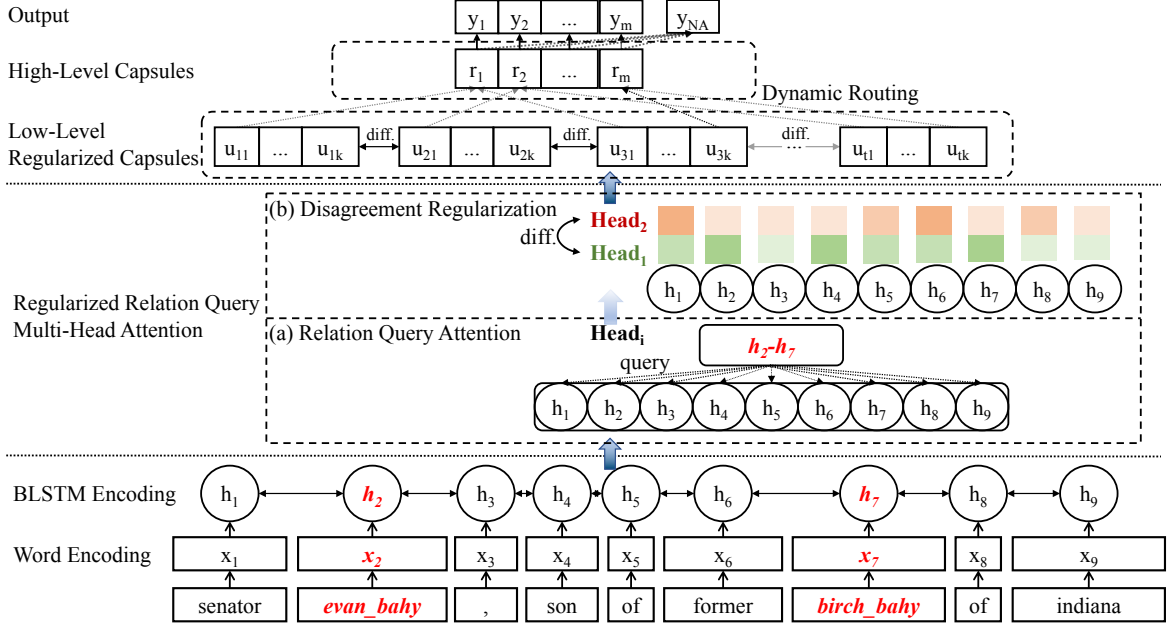 Output
y1 y2 ... ym yNA
High-Level Capsules
r1 r2 ... rm
Dynamic Routing
Low-Level
Regularized Capsules
u11 ... u1k diff. u21 ... u2k diff. u31 ... u3k diff. ... ut1 ... utk
(b) Disagreement Regularization
Head2
diff.
Head1
h1 h2 h3 h4 h5 h6 h7 h8 h9
Regularized Relation Query
Multi-Head Attention
(a) Relation Query Attention
Headi
h2-h7
query
h1 h2 h3 h4 h5 h6 h7 h8 h9
BLSTM Encoding
h1 h2 h3 h4 h5 h6 h7 h8 h9
Word Encoding
x1 x2 x3 x4 x5 x6 x7 x8 x9
senator evan_bahy , son of former birch_bahy of indiana